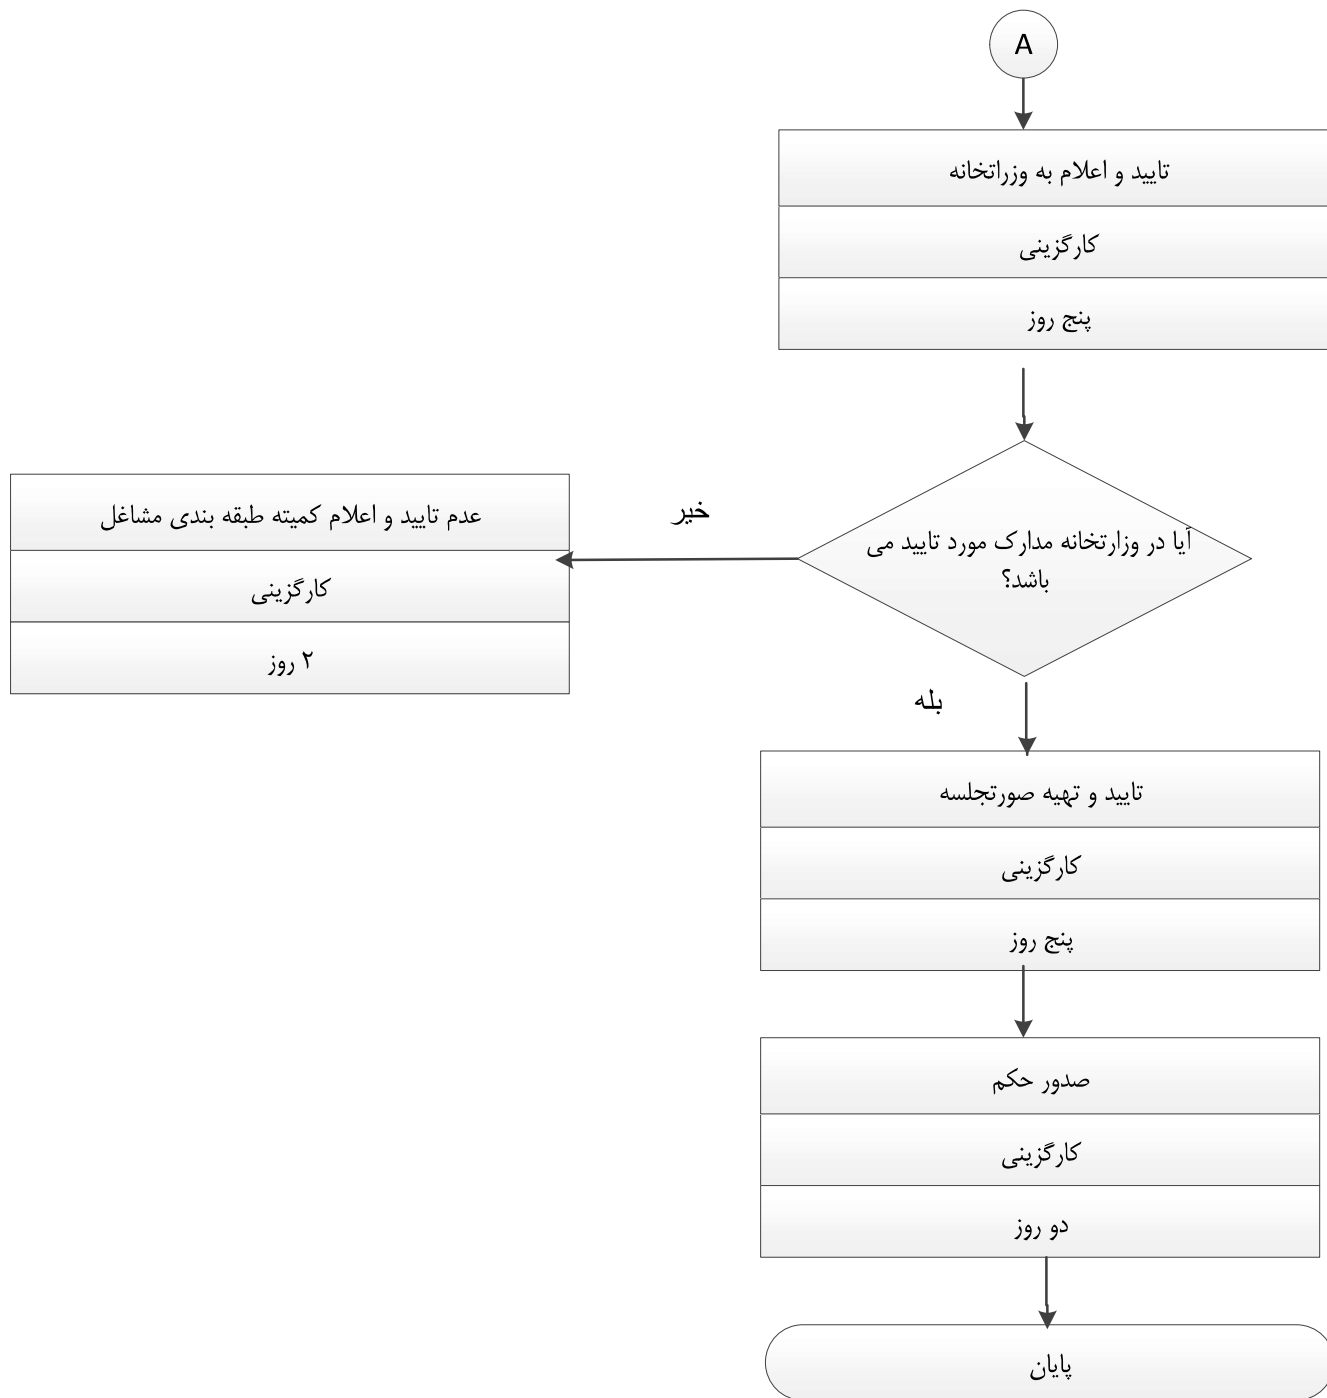 A
تایید و اعلام به وزراتخانه
کارگزینی
پنج روز
آیا در وزارتخانه مدارک مورد تایید می
باشد؟
خیر
عدم تایید و اعلام کمیته طبقه بندی مشاغل
کارگزینی
۲ روز
بله
تایید و تهیه صورتجلسه
کارگزینی
پنج روز
صدور حکم
کارگزینی
دو روز
پایان